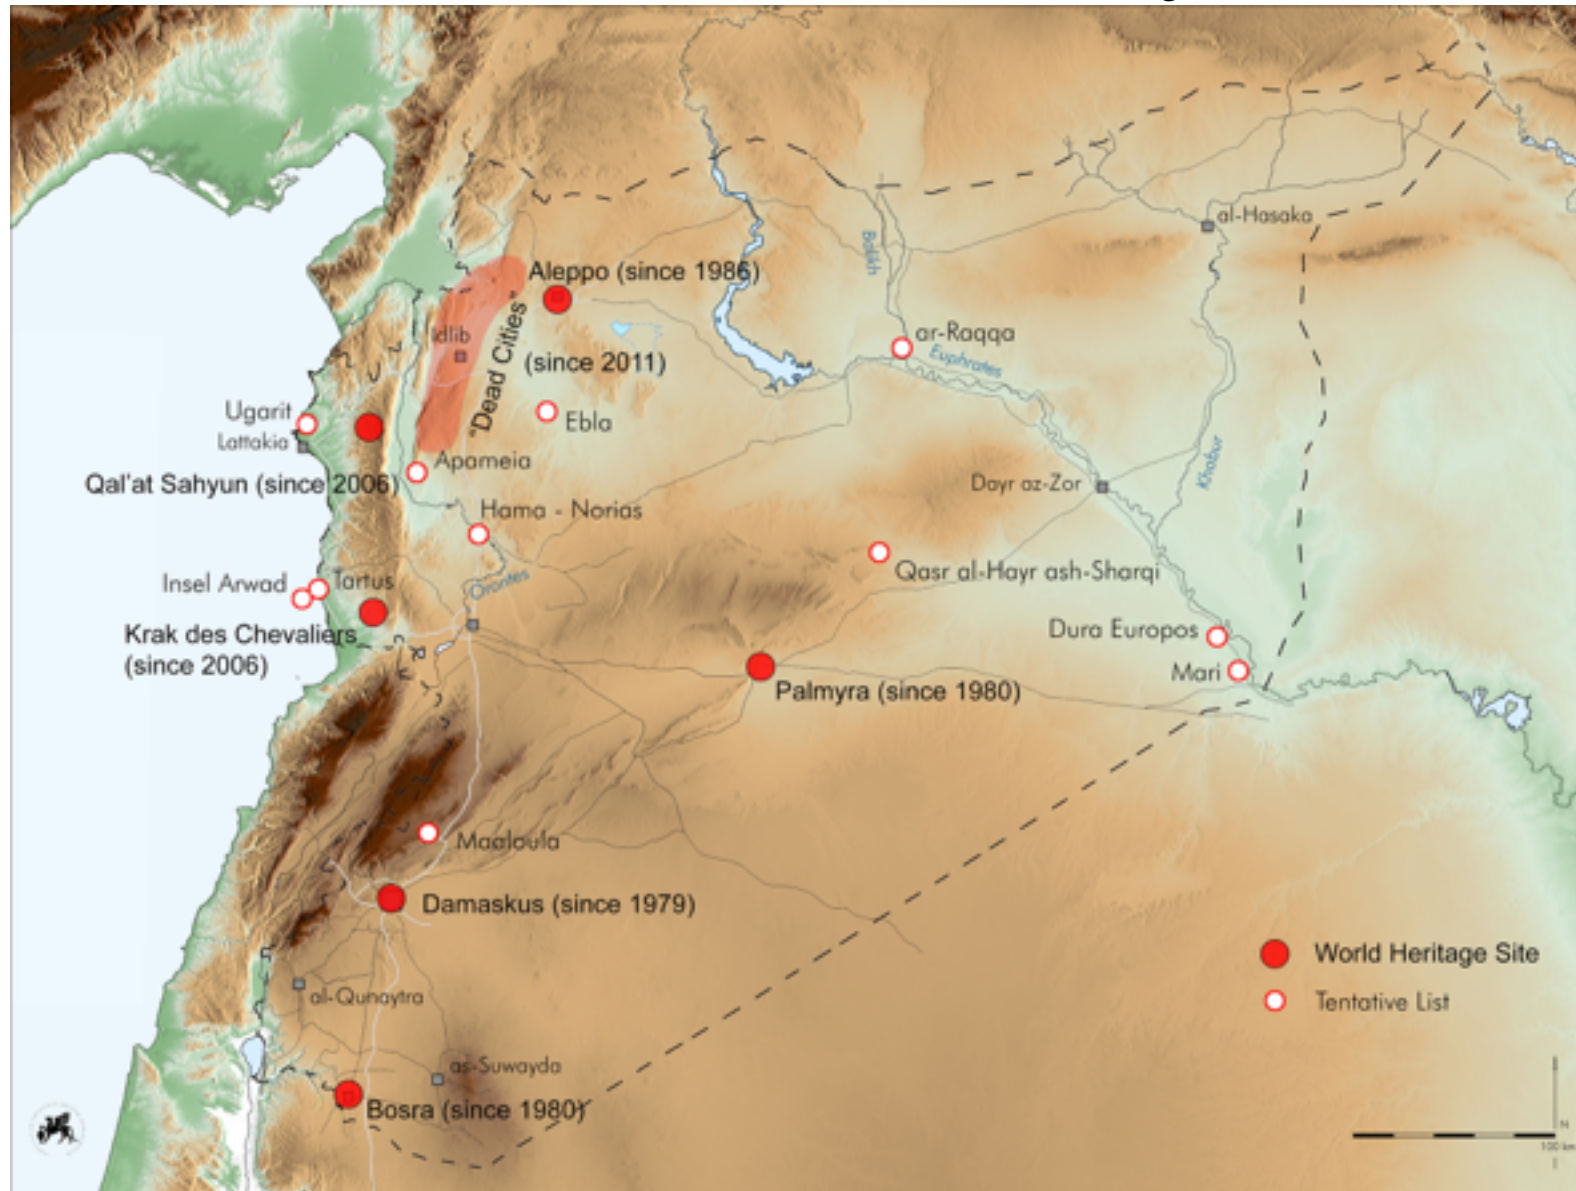 al-Hasaka
Balikh
Aleppo (since 1986)
Idlib
"Dead Cities"
(since 2011)
ar-Raqqa
Euphrates
Ugarit
Lattakia
Ebla
Apameia
Khabur
Qal'at Sahyun (since 2006)
Dayr az-Zor
Hama - Norias
Qasr al-Hayr ash-Sharqi
Insel Arwad
Tartus
Orontes
Krak des Chevaliers
(since 2006)
Dura Europos
Mari
Palmyra (since 1980)
Maaloula
Damaskus (since 1979)
World Heritage Site
al-Qunaytra
Tentative List
as-Suwayda
Bosra (since 1980)
N
100 km